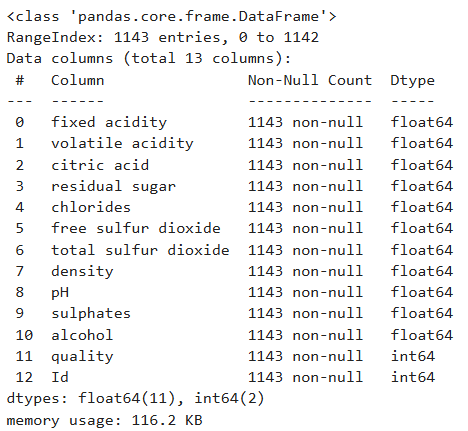 <class 'pandas.core.frame.DataFrame'>
RangeIndex: 1143 entries, 0 to 1142
Data columns (total 13 columns):
 #   Column                Non-Null Count  Dtype
---  ------                --------------  -----
 0   fixed acidity         1143 non-null   float64
 1   volatile acidity      1143 non-null   float64
 2   citric acid           1143 non-null   float64
 3   residual sugar        1143 non-null   float64
 4   chlorides             1143 non-null   float64
 5   free sulfur dioxide   1143 non-null   float64
 6   total sulfur dioxide  1143 non-null   float64
 7   density               1143 non-null   float64
 8   pH                    1143 non-null   float64
 9   sulphates             1143 non-null   float64
 10  alcohol               1143 non-null   float64
 11  quality               1143 non-null   int64
 12  Id                    1143 non-null   int64
dtypes: float64(11), int64(2)
memory usage: 116.2 KB